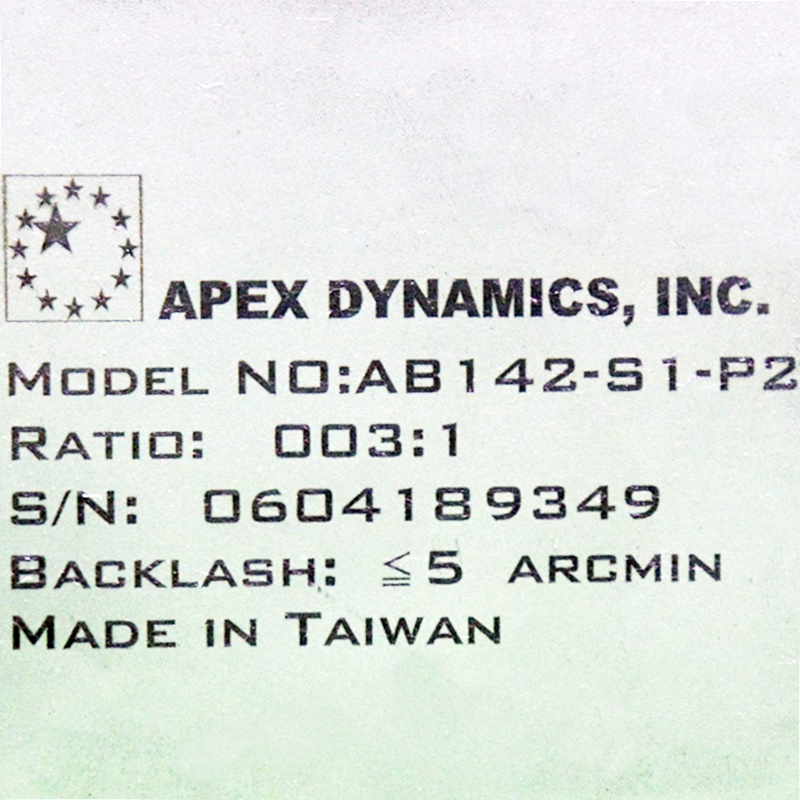 APEX DYNAMICS, INC.
MODEL NO:AB142-S1-P2
RATIO: 003:1
S/N: 0604189349
BACKLASH: ≦5 ARCMIN
MADE IN TAIWAN